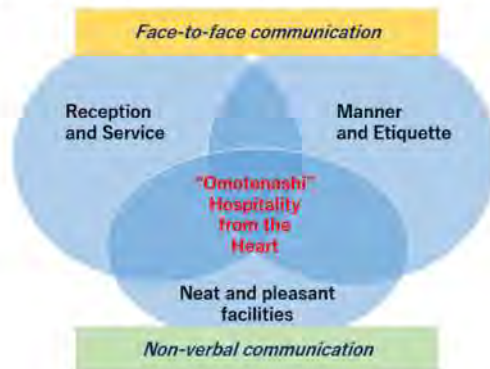 Face-to-face communication
Reception
and Service
Manner
and Etiquette
"Omotenashi"
Hospitality
from the
Heart
Neat and pleasant
facilities
Non-verbal communication